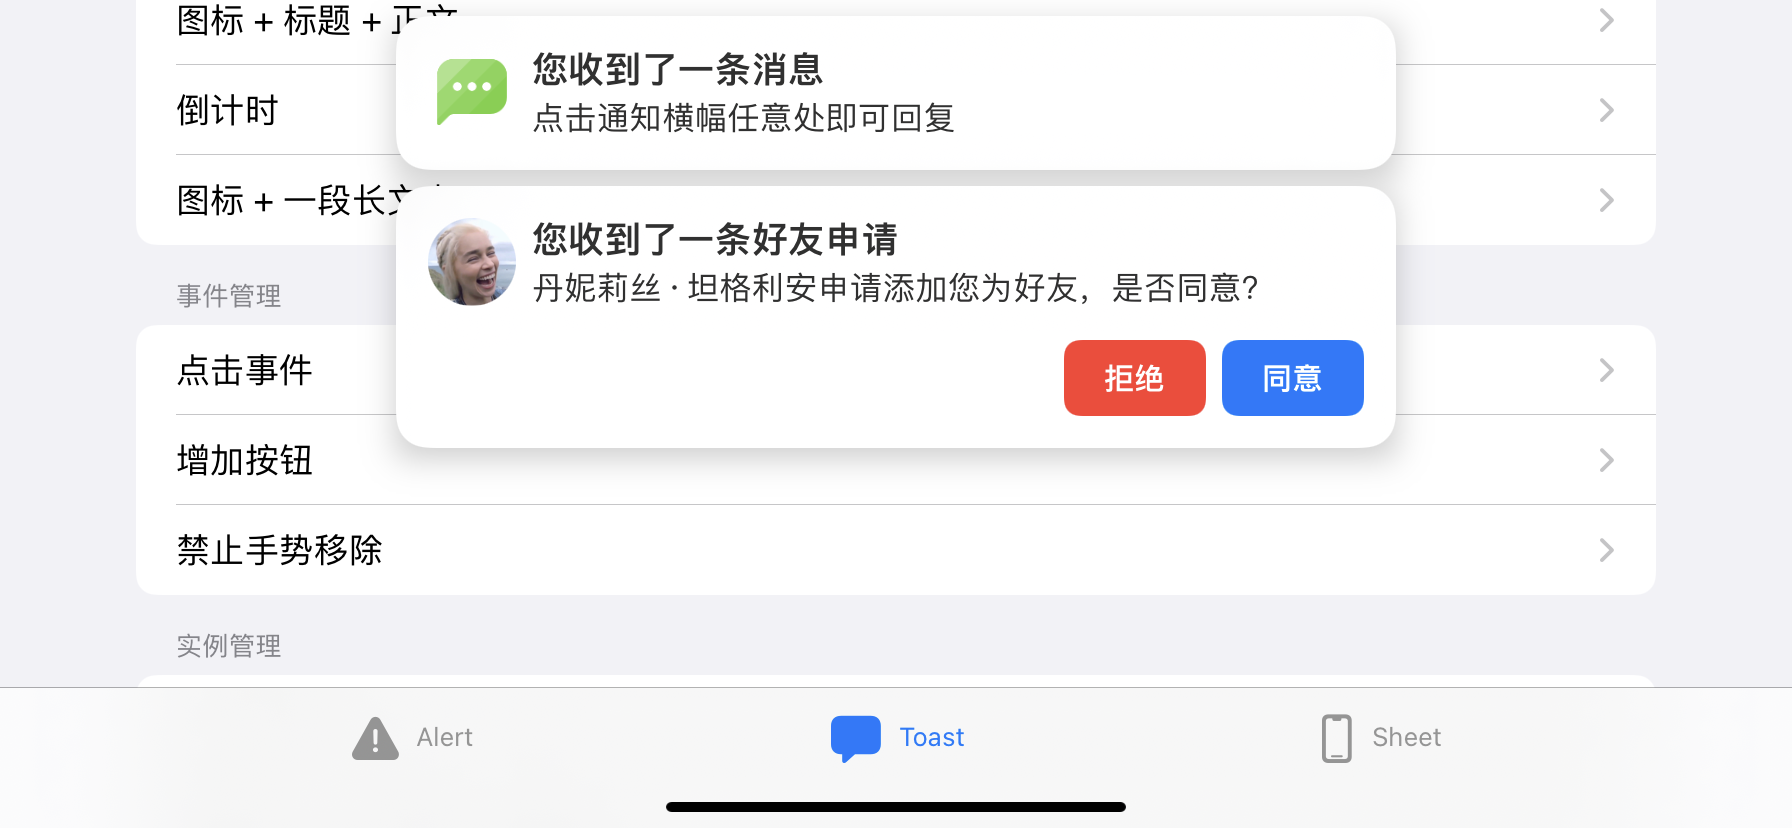 图标 + 标题 + 正文
您收到了一条消息
点击通知横幅任意处即可回复
倒计时
图标 + 一段长文
您收到了一条好友申请
丹妮莉丝 · 坦格利安申请添加您为好友，是否同意？
拒绝
同意
事件管理
点击事件
增加按钮
禁止手势移除
实例管理
Alert
Toast
Sheet